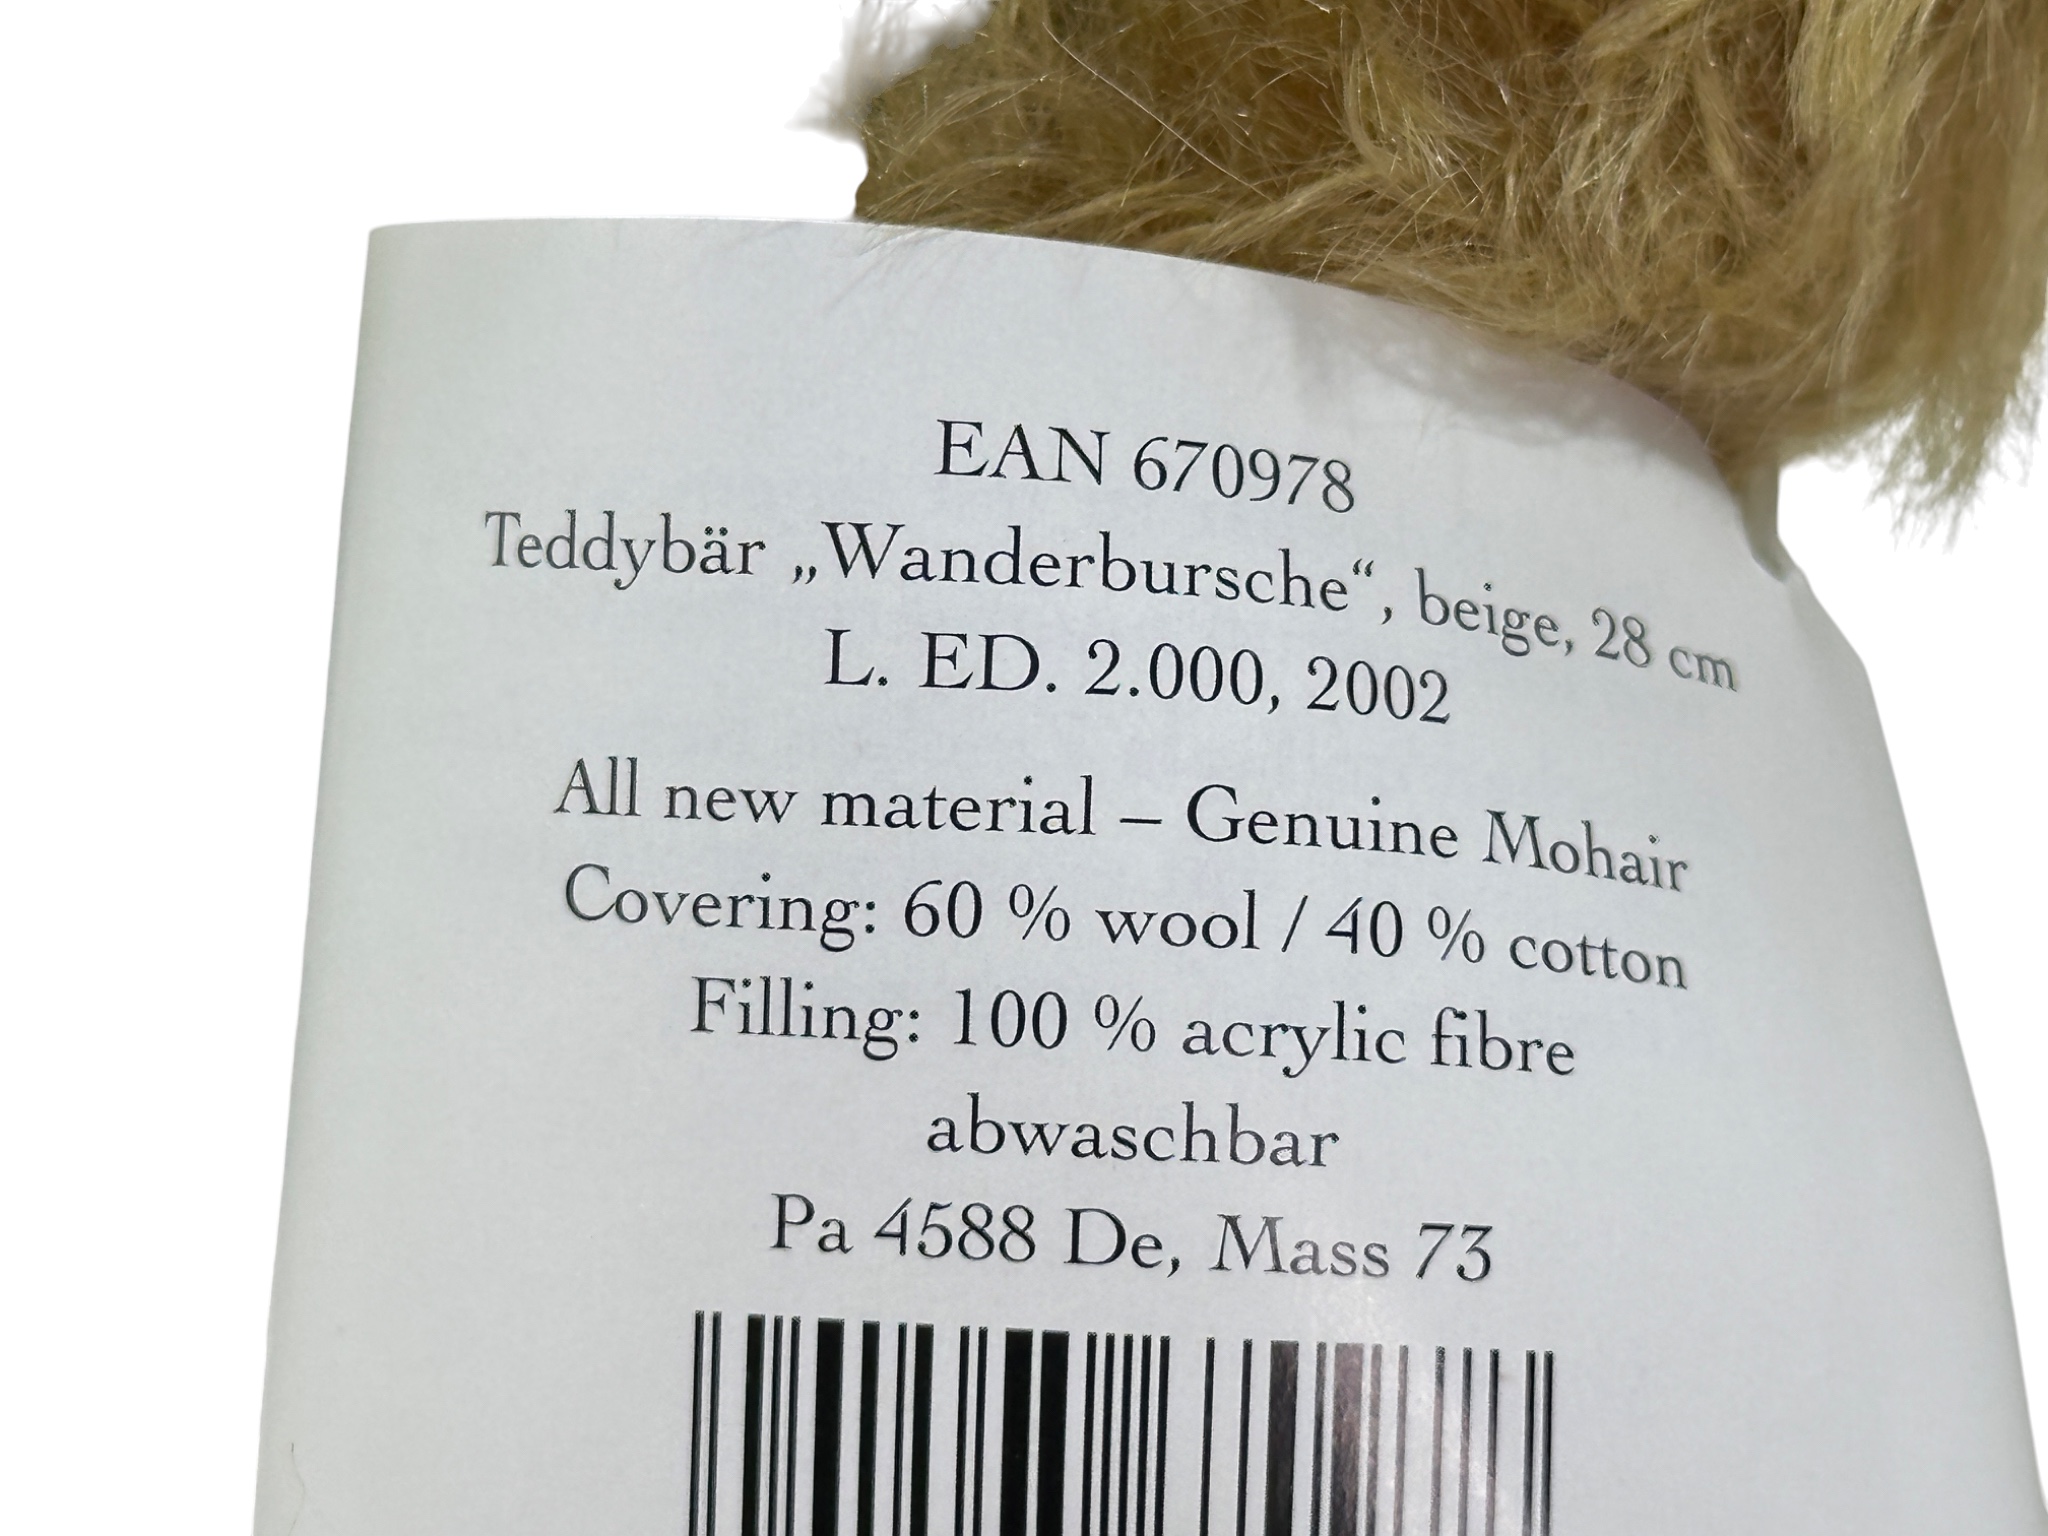 EAN 670978
Teddybär „Wanderbursche“, beige, 28 cm
L. ED. 2.000, 2002
All new material – Genuine Mohair
Covering: 60 % wool / 40 % cotton
Filling: 100 % acrylic fibre
abwaschbar
Pa 4588 De, Mass 73